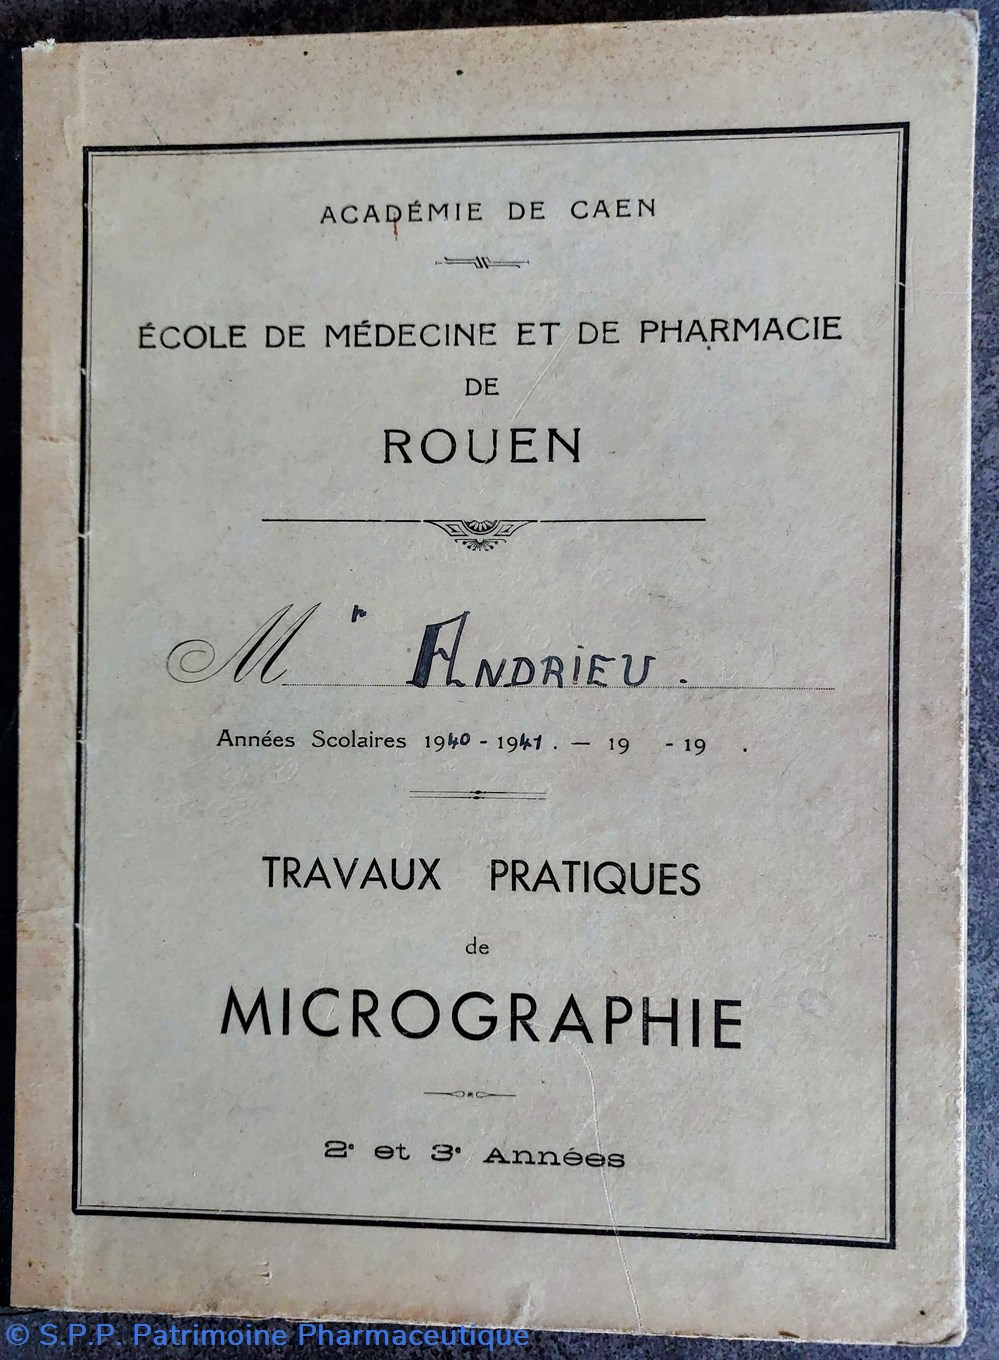 ACADÉMIE DE CAEN
ÉCOLE DE MÉDECINE ET DE PHARMACIE
DE
ROUEN
Mr ANDRIEU.
Années Scolaires 1940 - 1941. — 19 - 19 .
TRAVAUX PRATIQUES
de
MICROGRAPHIE
2e et 3e Années
© S.P.P. Patrimoine Pharmaceutique